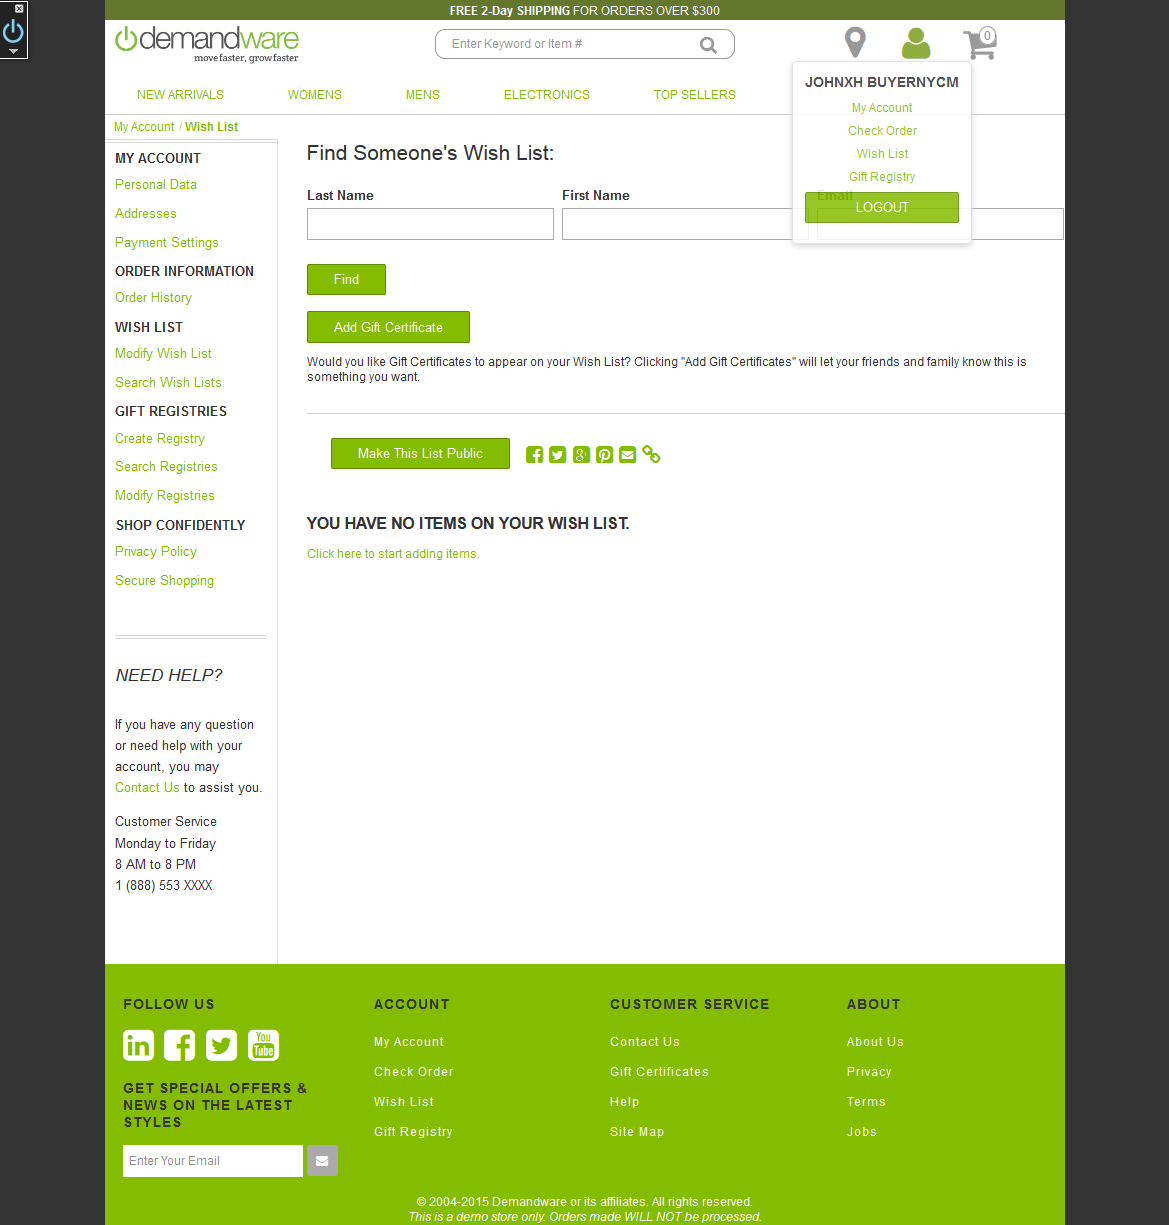 FREE 2-Day SHIPPING FOR ORDERS OVER $300
demandware
move faster, grow faster
Enter Keyword or Item #
0
NEW ARRIVALS
WOMENS
MENS
ELECTRONICS
TOP SELLERS
JOHNXH BUYERNYCM
My Account
Check Order
Wish List
Gift Registry
LOGOUT
My Account / Wish List
MY ACCOUNT
Personal Data
Addresses
Payment Settings
ORDER INFORMATION
Order History
WISH LIST
Modify Wish List
Search Wish Lists
GIFT REGISTRIES
Create Registry
Search Registries
Modify Registries
SHOP CONFIDENTLY
Privacy Policy
Secure Shopping
NEED HELP?
If you have any question
or need help with your
account, you may
Contact Us to assist you.
Customer Service
Monday to Friday
8 AM to 8 PM
1 (888) 553 XXXX
Find Someone's Wish List:
Last Name
First Name
Email
Find
Add Gift Certificate
Would you like Gift Certificates to appear on your Wish List? Clicking "Add Gift Certificates" will let your friends and family know this is
something you want.
Make This List Public
YOU HAVE NO ITEMS ON YOUR WISH LIST.
Click here to start adding items.
FOLLOW US
You
Tube
GET SPECIAL OFFERS &
NEWS ON THE LATEST
STYLES
Enter Your Email
ACCOUNT
My Account
Check Order
Wish List
Gift Registry
CUSTOMER SERVICE
Contact Us
Gift Certificates
Help
Site Map
ABOUT
About Us
Privacy
Terms
Jobs
© 2004-2015 Demandware or its affiliates. All rights reserved.
This is a demo store only. Orders made WILL NOT be processed.